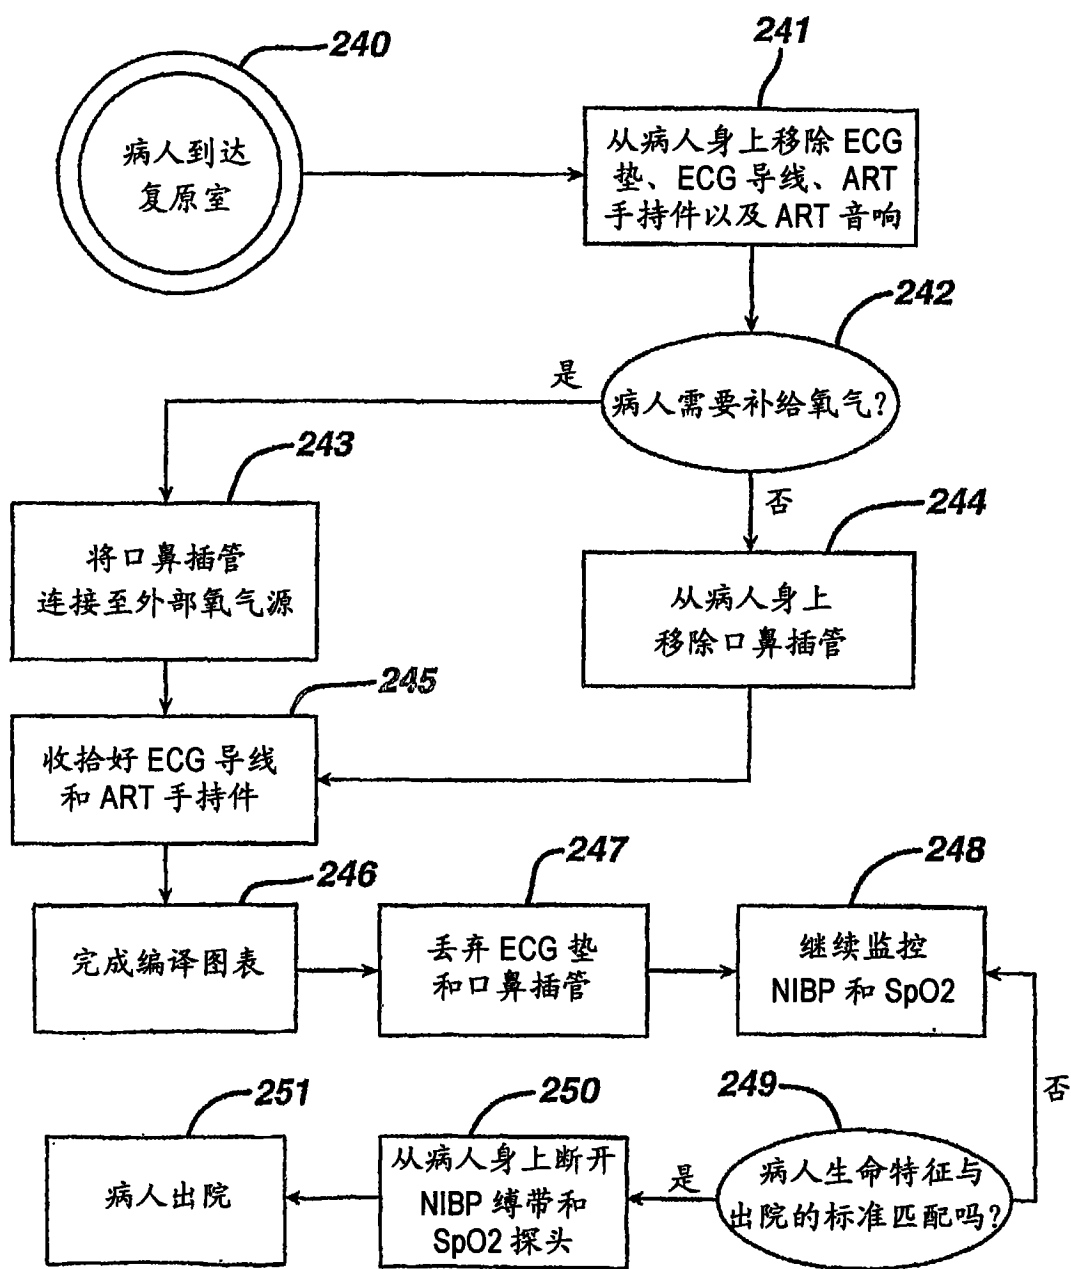 240
病人到达
复原室
241
从病人身上移除 ECG
垫、ECG 导线、ART
手持件以及 ART 音响
242
病人需要补给氧气?
是
否
243
将口鼻插管
连接至外部氧气源
244
从病人身上
移除口鼻插管
245
收拾好 ECG 导线
和 ART 手持件
246
完成编译图表
247
丢弃 ECG 垫
和口鼻插管
248
继续监控
NIBP 和 SpO2
249
病人生命特征与
出院的标准匹配吗?
否
是
250
从病人身上断开
NIBP 缚带和
SpO2 探头
251
病人出院